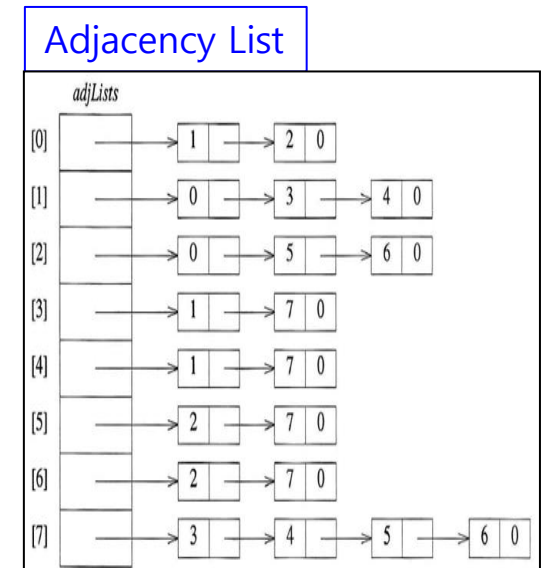 Adjacency List
adjLists
[0] 1 2 0
[1] 0 3 4 0
[2] 0 5 6 0
[3] 1 7 0
[4] 1 7 0
[5] 2 7 0
[6] 2 7 0
[7] 3 4 5 6 0